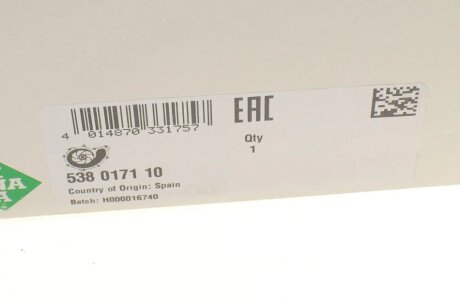 EAC
4 014870 331757
Qty
1
538 0171 10
Country of Origin: Spain
Batch: H000016740